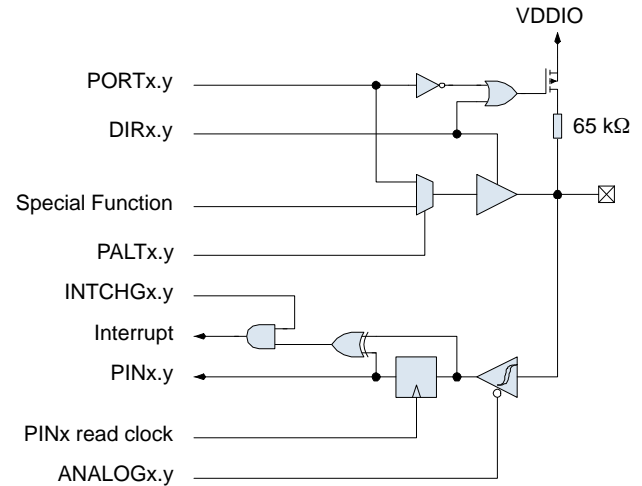 VDDIO
PORTx.y
DIRx.y
65 kΩ
Special Function
PALTx.y
INTCHGx.y
Interrupt
PINx.y
PINx read clock
ANALOGx.y